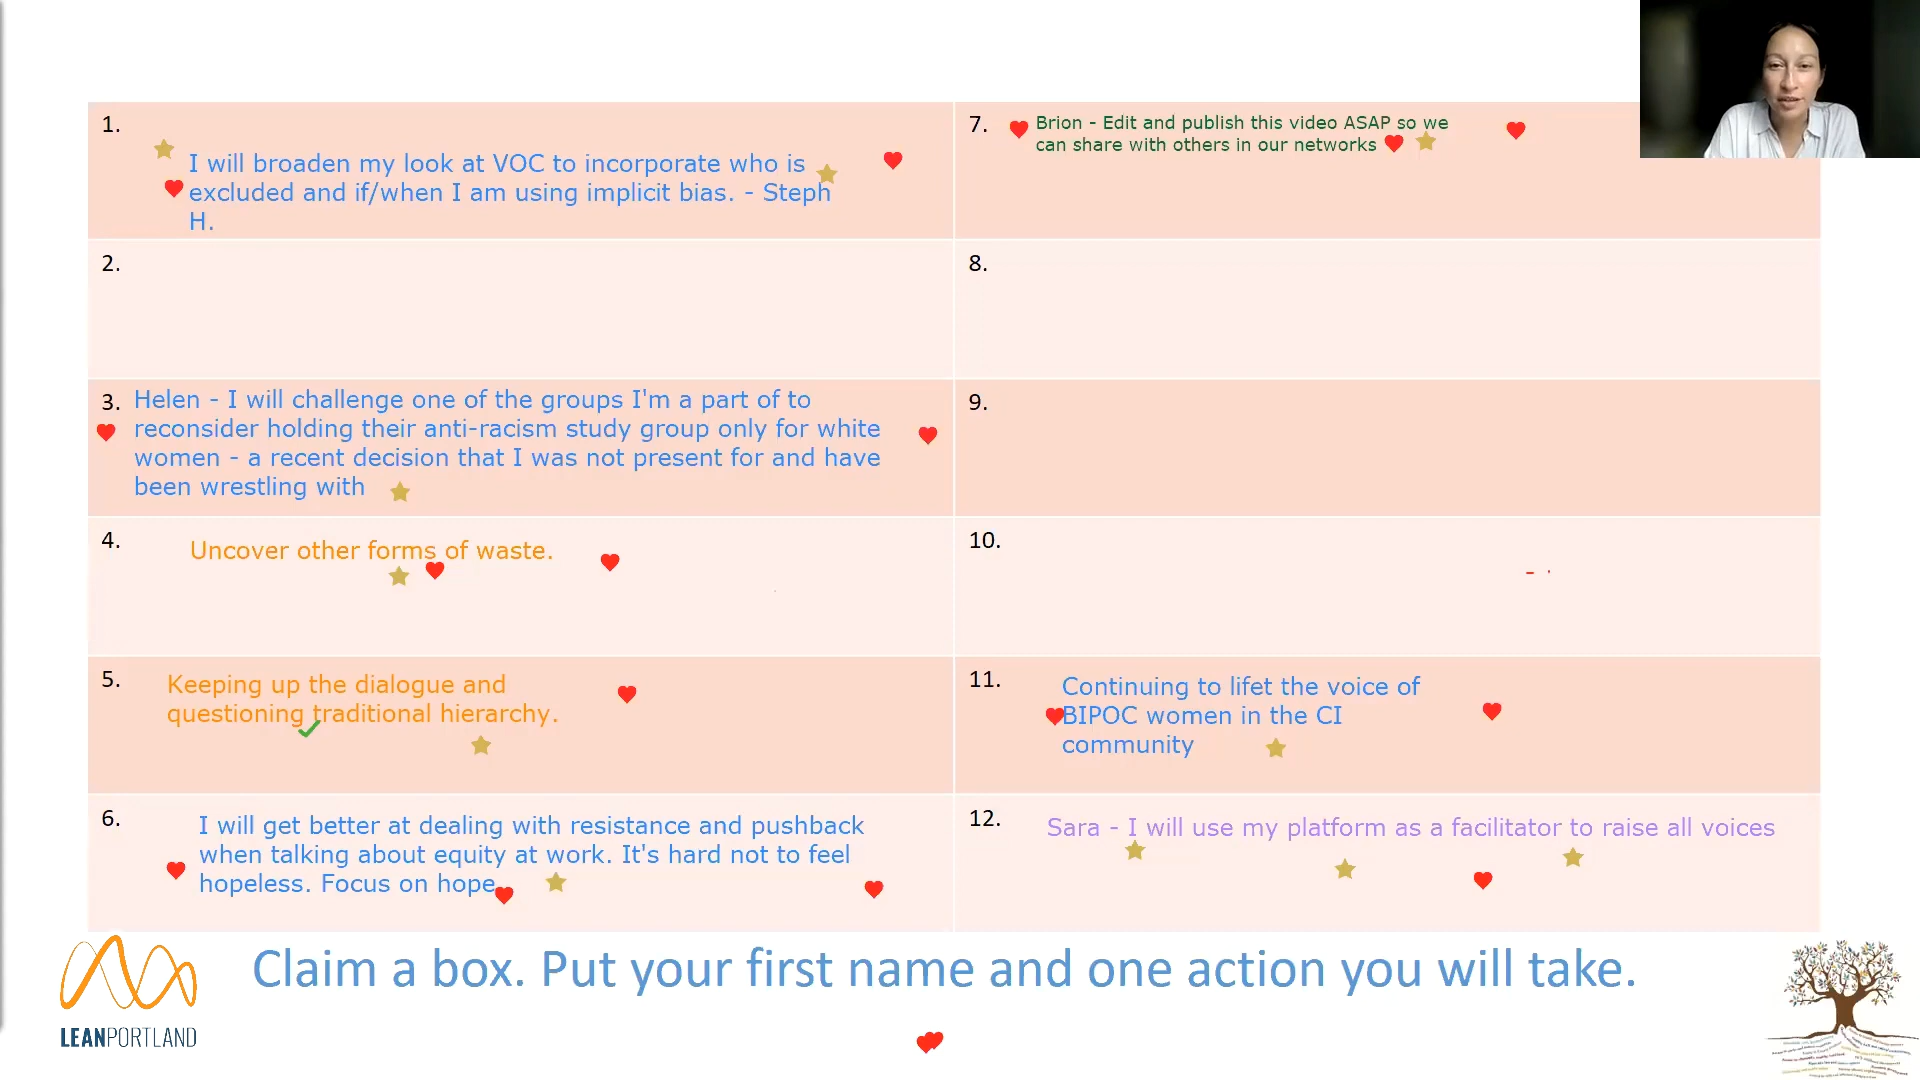 1.
I will broaden my look at VOC to incorporate who is
excluded and if/when I am using implicit bias. - Steph
H.
2.
3. Helen - I will challenge one of the groups I'm a part of to
reconsider holding their anti-racism study group only for white
women - a recent decision that I was not present for and have
been wrestling with
4.
Uncover other forms of waste.
5.
Keeping up the dialogue and
questioning traditional hierarchy.
6.
I will get better at dealing with resistance and pushback
when talking about equity at work. It's hard not to feel
hopeless. Focus on hope
7. Brion - Edit and publish this video ASAP so we
can share with others in our networks
8.
9.
10.
11.
Continuing to lifet the voice of
BIPOC women in the CI
community
12.
Sara - I will use my platform as a facilitator to raise all voices
Claim a box. Put your first name and one action you will take.
LEANPORTLAND